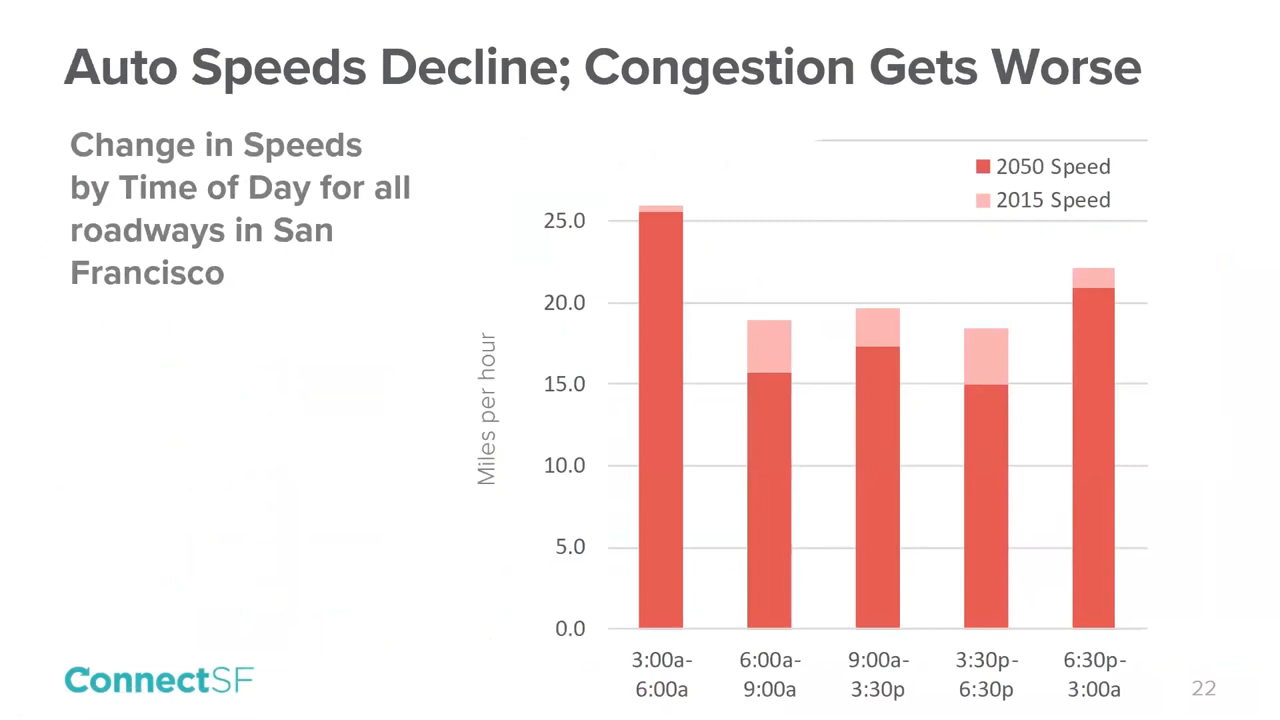 Auto Speeds Decline; Congestion Gets Worse
Change in Speeds
by Time of Day for all
roadways in San
Francisco
2050 Speed
2015 Speed
Miles per hour
25.0
20.0
15.0
10.0
5.0
0.0
3:00a-
6:00a
6:00a-
9:00a
9:00a-
3:30p
3:30p-
6:30p
6:30p-
3:00a
ConnectSF
22